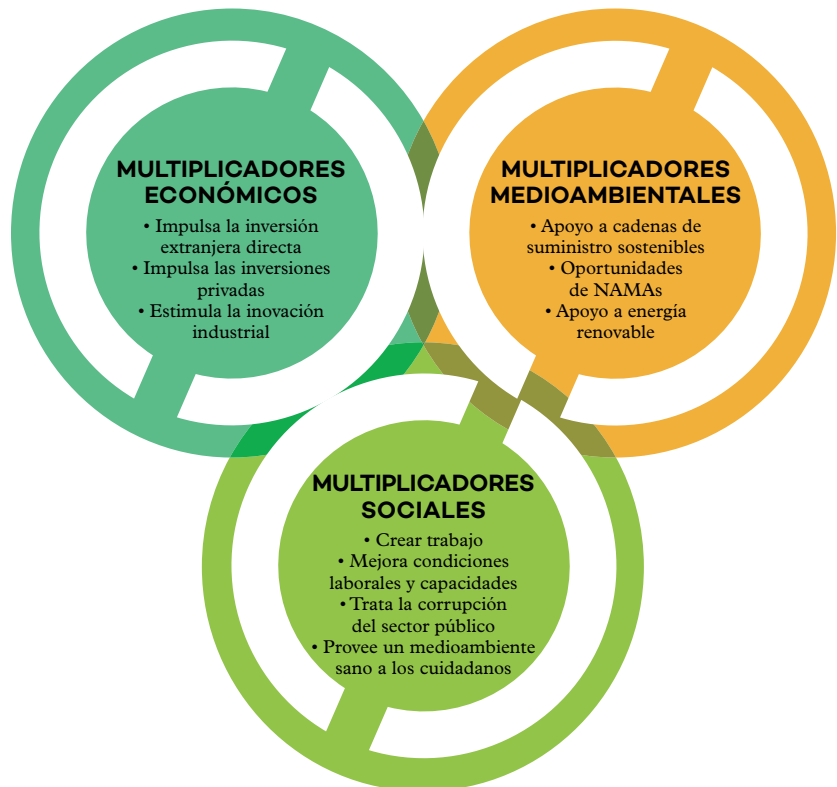 MULTIPLICADORES
ECONÓMICOS
• Impulsa la inversión
extranjera directa
• Impulsa las inversiones
privadas
• Estimula la inovación
industrial
MULTIPLICADORES
MEDIOAMBIENTALES
• Apoyo a cadenas de
suministro sostenibles
• Oportunidades
de NAMAs
• Apoyo a energía
renovable
MULTIPLICADORES
SOCIALES
• Crear trabajo
• Mejora condiciones
laborales y capacidades
• Trata la corrupción
del sector público
• Provee un medioambiente
sano a los cuidadanos